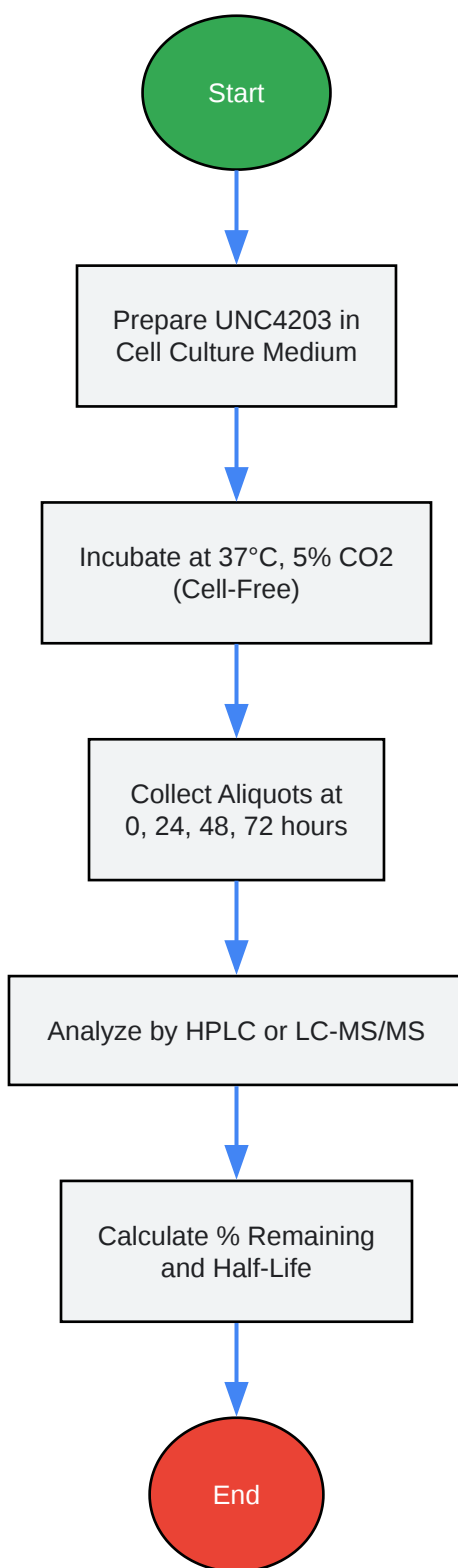 Start
Prepare UNC4203 in
Cell Culture Medium
Incubate at 37°C, 5% CO2
(Cell-Free)
Collect Aliquots at
0, 24, 48, 72 hours
Analyze by HPLC or LC-MS/MS
Calculate % Remaining
and Half-Life
End